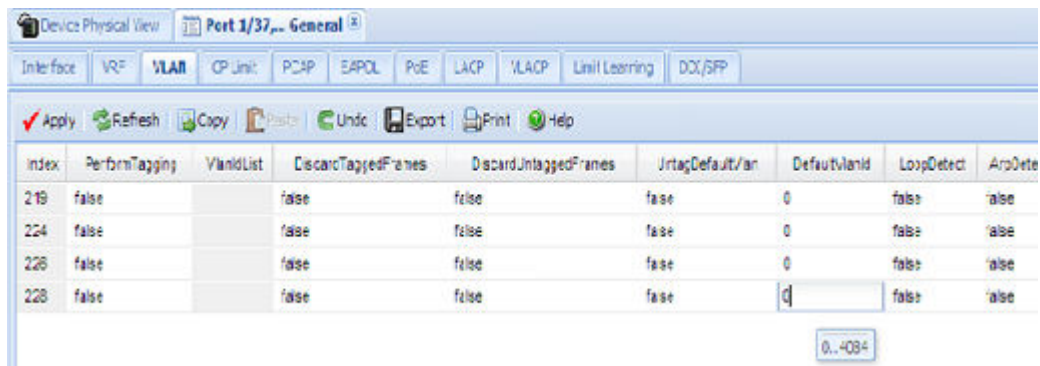 Device Physical View Port 1/37,... General
Interface VRF VLAN CP Limit PCAP EAPOL PoE LACP VLACP Limit Learning DDI/SFP
Apply Refresh Copy Paste Undo Export Print Help
Index PerformTagging VlanIdList DiscardTaggedFrames DiscardUntaggedFrames UntagDefaultVlan DefaultVlanId LoopDetect ArpDete
219 false false false false 0 false false
224 false false false false 0 false false
226 false false false false 0 false false
228 false false false false 0 false false
0..4084